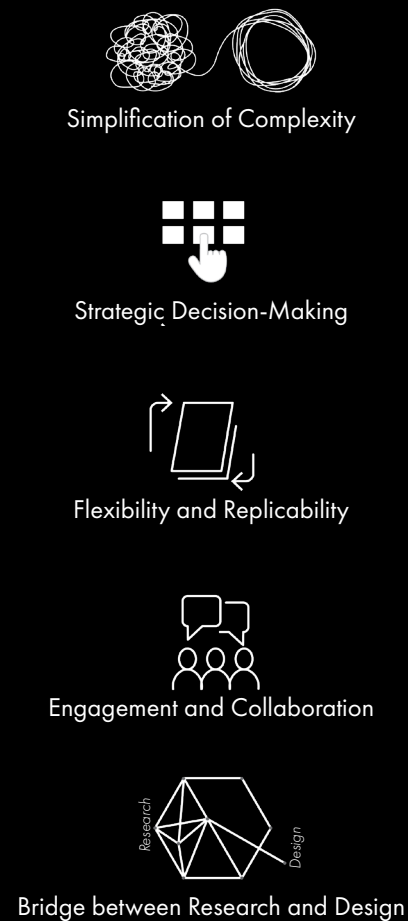 Simplification of Complexity
Strategic Decision-Making
Flexibility and Replicability
Engagement and Collaboration
Research
Design
Bridge between Research and Design